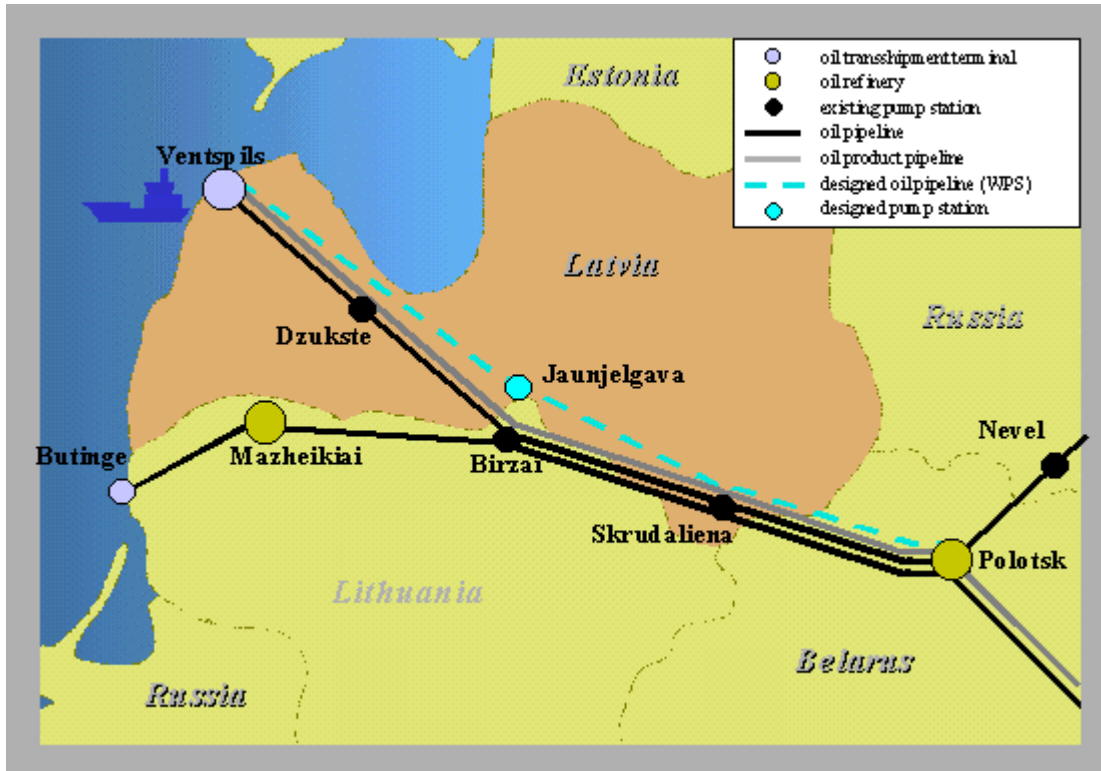 Estonia
oil transshipment terminal
oil refinery
existing pump station
oil pipeline
oil product pipeline
designed oil pipeline (WPS)
designed pump station
Ventspils
Latvia
Russia
Dzukste
Jaunjelgava
Nevel
Butinge
Mazheikiai
Birzai
Skrudaliena
Polotsk
Lithuania
Belarus
Russia